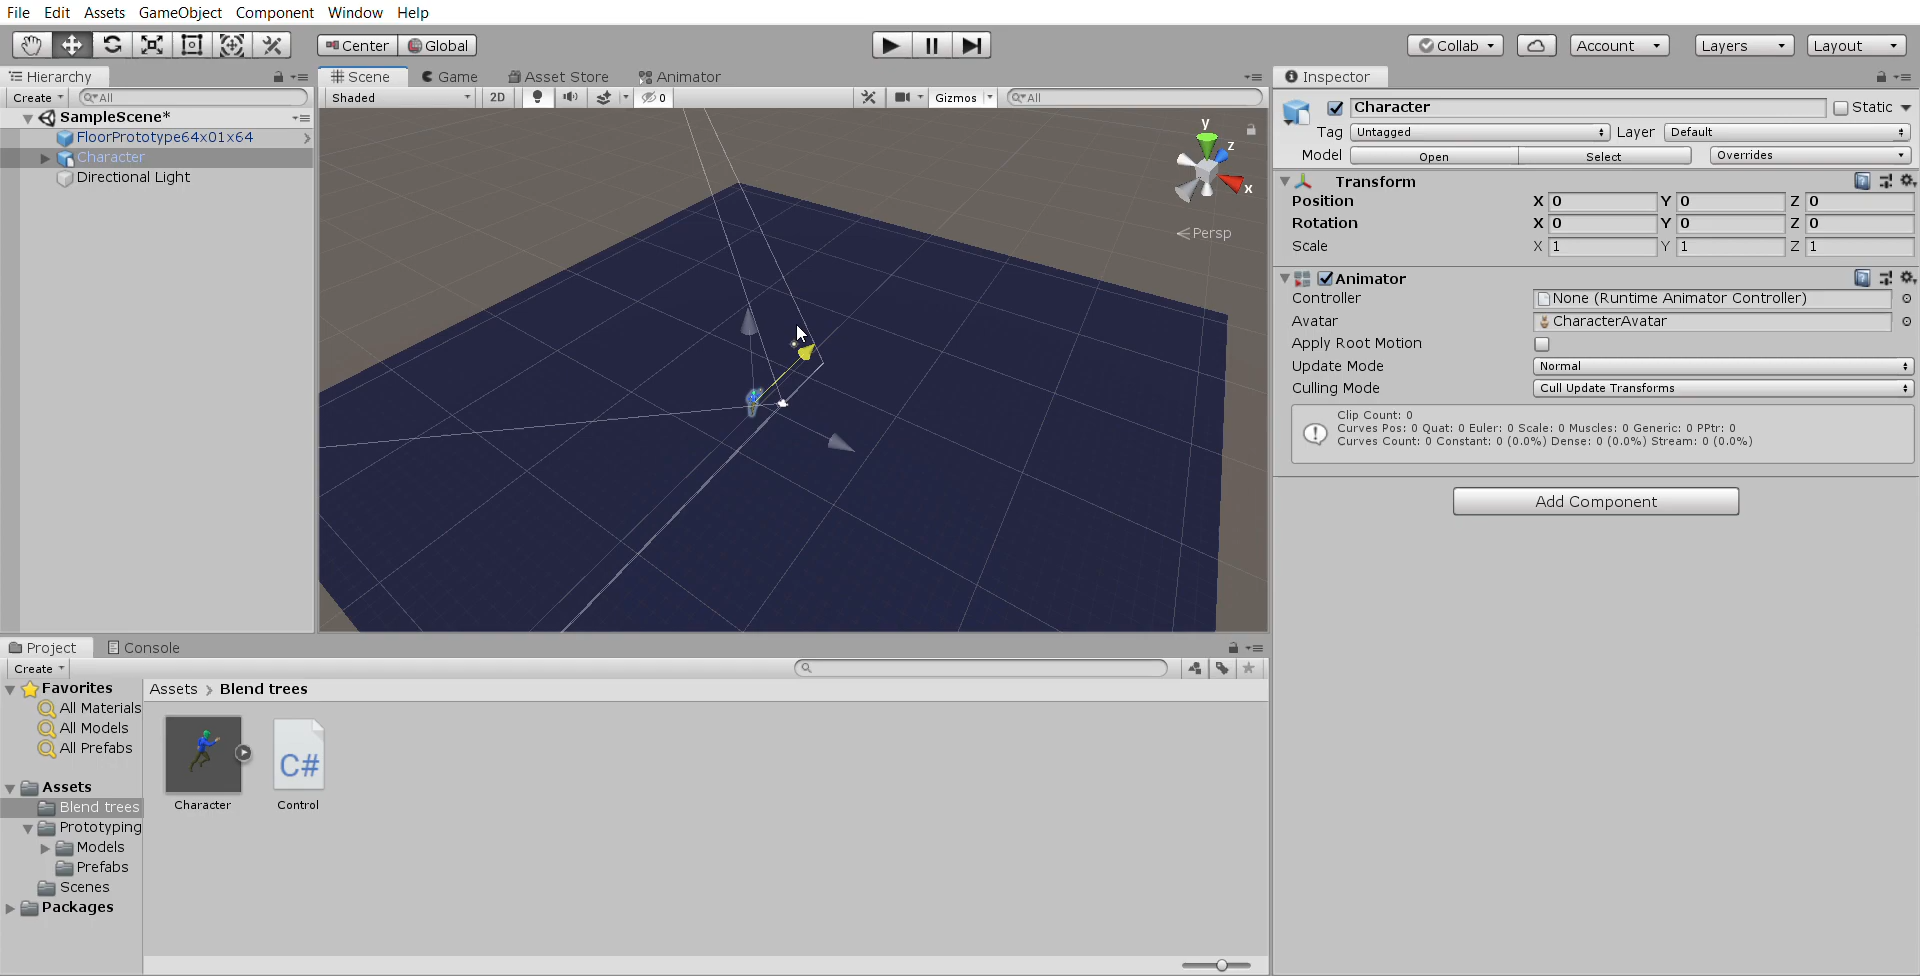 File Edit Assets GameObject Component Window Help
Center Global Collab Account Layers Layout
Hierarchy
Create All
SampleScene*
FloorPrototype64x01x64
Character
Directional Light
Scene Game Asset Store Animator
Shaded 2D 0 Gizmos All
y
z
x
Persp
Inspector
Character Static
Tag Untagged Layer Default
Model Open Select Overrides
Transform
Position X 0 Y 0 Z 0
Rotation X 0 Y 0 Z 0
Scale X 1 Y 1 Z 1
Animator
Controller None (Runtime Animator Controller)
Avatar CharacterAvatar
Apply Root Motion
Update Mode Normal
Culling Mode Cull Update Transforms
Clip Count: 0
Curves Pos: 0 Quat: 0 Euler: 0 Scale: 0 Muscles: 0 Generic: 0 PPtr: 0
Curves Count: 0 Constant: 0 (0.0%) Dense: 0 (0.0%) Stream: 0 (0.0%)
Add Component
Project Console
Create
Favorites
All Materials
All Models
All Prefabs
Assets
Blend trees
Prototyping
Models
Prefabs
Scenes
Packages
Assets > Blend trees
C#
Character Control